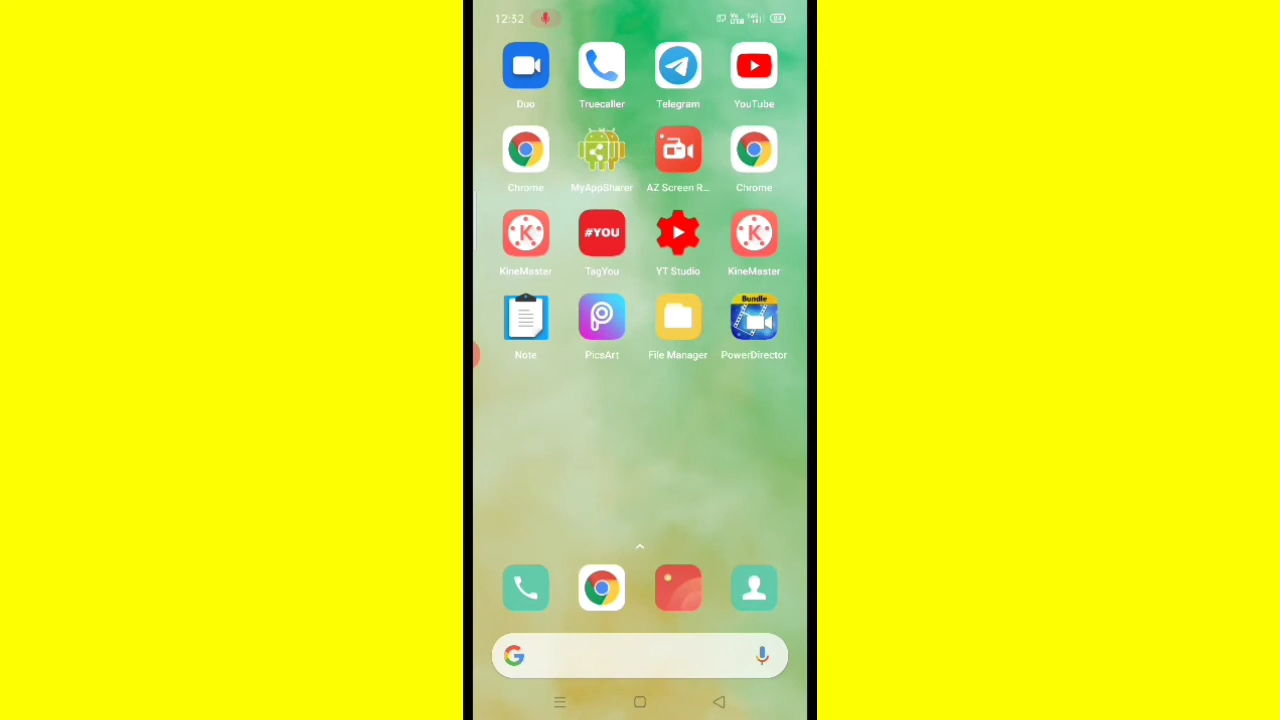 12:32
Duo
Truecaller
Telegram
YouTube
Chrome
MyAppSharer
AZ Screen R...
Chrome
#YOU
KineMaster
TagYou
YT Studio
KineMaster
Bundle
Note
PicsArt
File Manager
PowerDirector